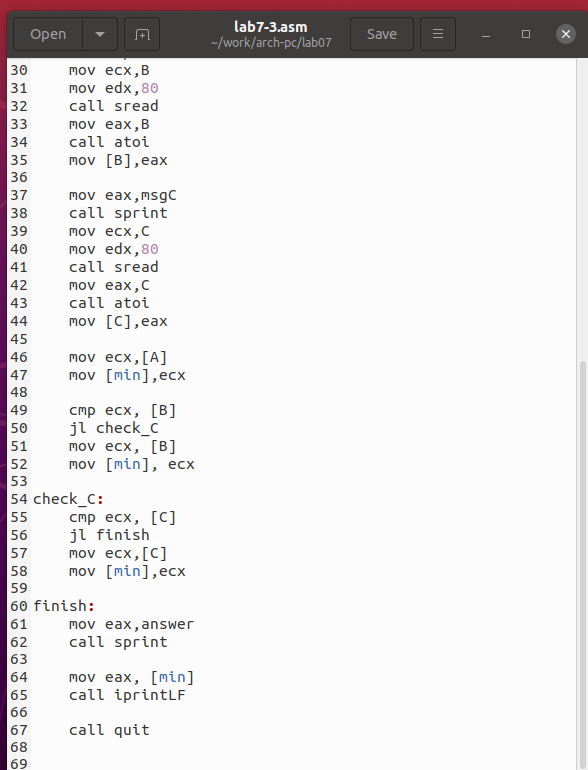 Open
lab7-3.asm
~/work/arch-pc/lab07
Save
30 mov ecx,B
31 mov edx,80
32 call sread
33 mov eax,B
34 call atoi
35 mov [B],eax
36
37 mov eax,msgC
38 call sprint
39 mov ecx,C
40 mov edx,80
41 call sread
42 mov eax,C
43 call atoi
44 mov [C],eax
45
46 mov ecx,[A]
47 mov [min],ecx
48
49 cmp ecx, [B]
50 jl check_C
51 mov ecx, [B]
52 mov [min], ecx
53
54 check_C:
55 cmp ecx, [C]
56 jl finish
57 mov ecx,[C]
58 mov [min],ecx
59
60 finish:
61 mov eax,answer
62 call sprint
63
64 mov eax, [min]
65 call iprintLF
66
67 call quit
68
69